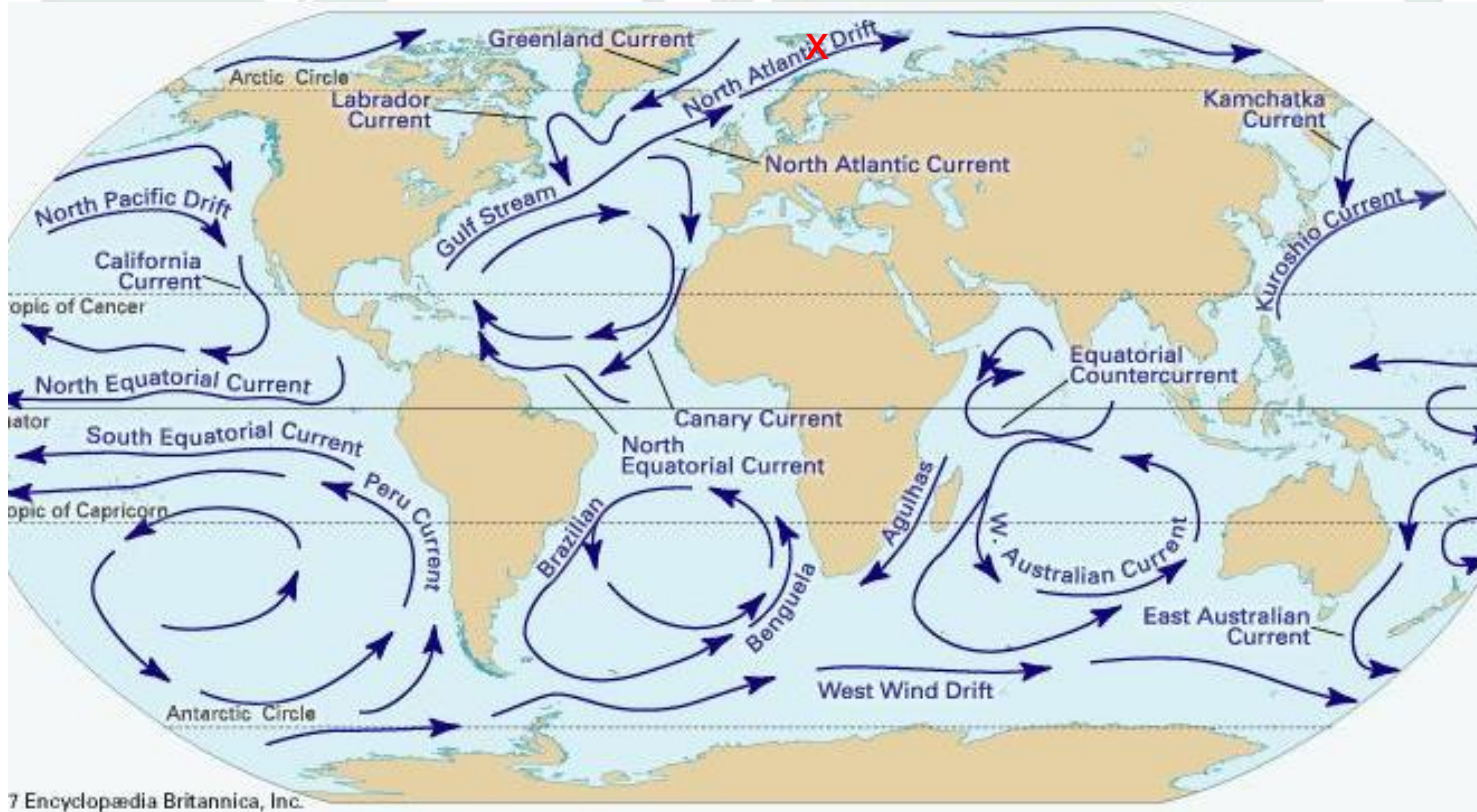 Greenland Current
X
North Atlantic Drift
Arctic Circle
Labrador
Current
Kamchatka
Current
North Atlantic Current
North Pacific Drift
Gulf Stream
Kuroshio Current
California
Current
opic of Cancer
Equatorial
Countercurrent
North Equatorial Current
Canary Current
uator
South Equatorial Current
North
Equatorial Current
Peru Current
opic of Capricorn
Brazilian
Agulhas
W. Australian Current
Benguela
East Australian
Current
West Wind Drift
Antarctic Circle
7 Encyclopædia Britannica, Inc.